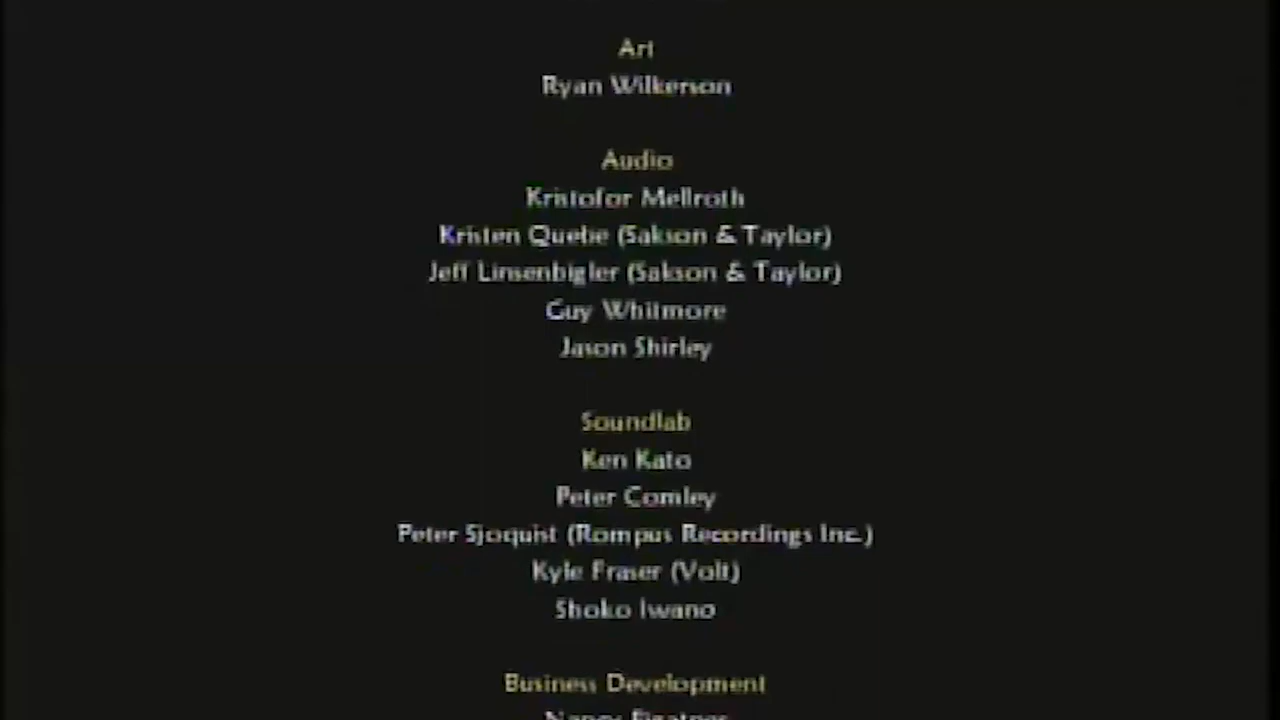 Art
Ryan Wilkerson
Audio
Kristofor Mellroth
Kristen Quebe (Sakson & Taylor)
Jeff Linsenbigler (Sakson & Taylor)
Guy Whitmore
Jason Shirley
Soundlab
Ken Kato
Peter Comley
Peter Sjoquist (Rompus Recordings Inc.)
Kyle Fraser (Volt)
Shoko Iwano
Business Development
Nancy